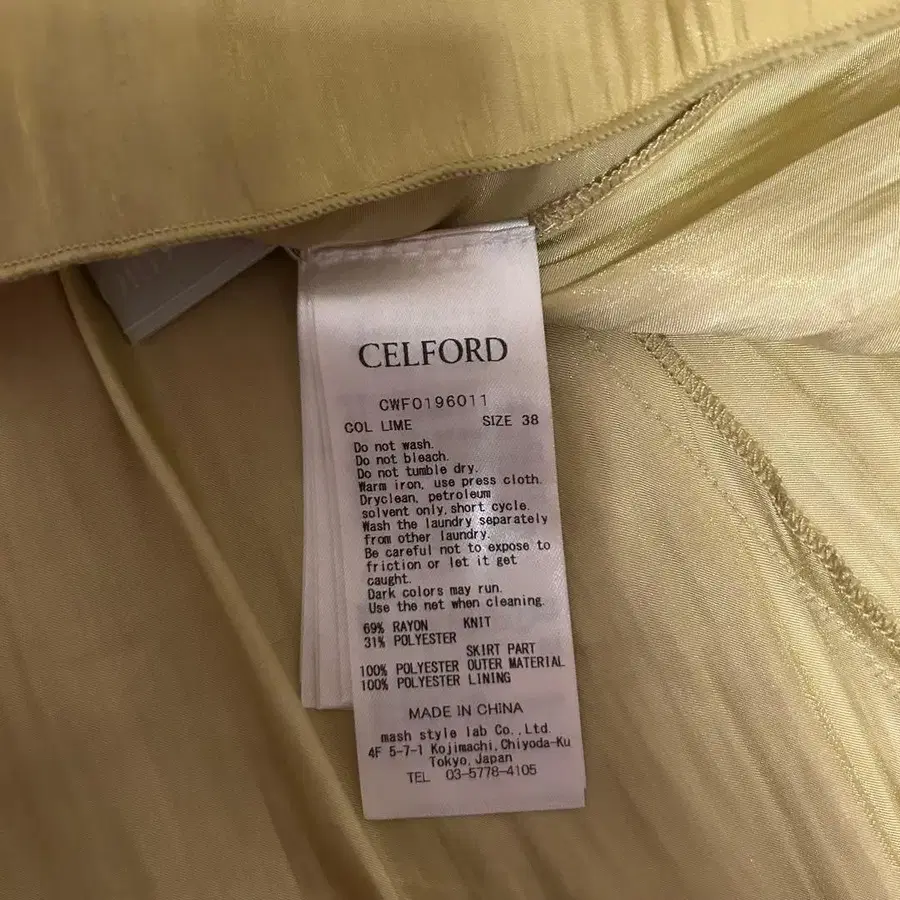 CELFORD
CWFO196011
COL LIME SIZE 38
Do not wash.
Do not bleach.
Do not tumble dry.
Warm iron, use press cloth.
Dryclean, petroleum
solvent only, short cycle.
Wash the laundry separately
from other laundry.
Be careful not to expose to
friction or let it get
caught.
Dark colors may run.
Use the net when cleaning.
69% RAYON KNIT
31% POLYESTER
SKIRT PART
100% POLYESTER OUTER MATERIAL
100% POLYESTER LINING
MADE IN CHINA
mash style lab Co.,Ltd.
4F 5-7-1 Kojimachi,Chiyoda-Ku
Tokyo,Japan
TEL 03-5778-4105